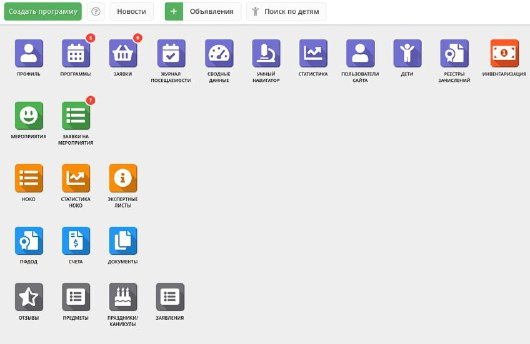 Создать программу
Новости
Объявления
Поиск по детям
6
6
ПРОФИЛЬ
ПРОГРАММЫ
ЗАЯВКИ
ЖУРНАЛ
ПОСЕЩАЕМОСТИ
СВОДНЫЕ
ДАННЫЕ
УМНЫЙ
НАВИГАТОР
СТАТИСТИКА
ПОЛЬЗОВАТЕЛИ
САЙТА
ДЕТИ
РЕЕСТРЫ
ЗАЧИСЛЕНИЙ
ИНВЕНТАРИЗАЦИЯ
7
МЕРОПРИЯТИЯ
ЗАЯВКИ НА
МЕРОПРИЯТИЯ
НОКО
СТАТИСТИКА
НОКО
ЭКСПЕРТНЫЕ
ЛИСТЫ
ПФДОД
СЧЕТА
ДОКУМЕНТЫ
ОТЗЫВЫ
ПРЕДМЕТЫ
ПРАЗДНИКИ/
КАНИКУЛЫ
ЗАЯВЛЕНИЯ